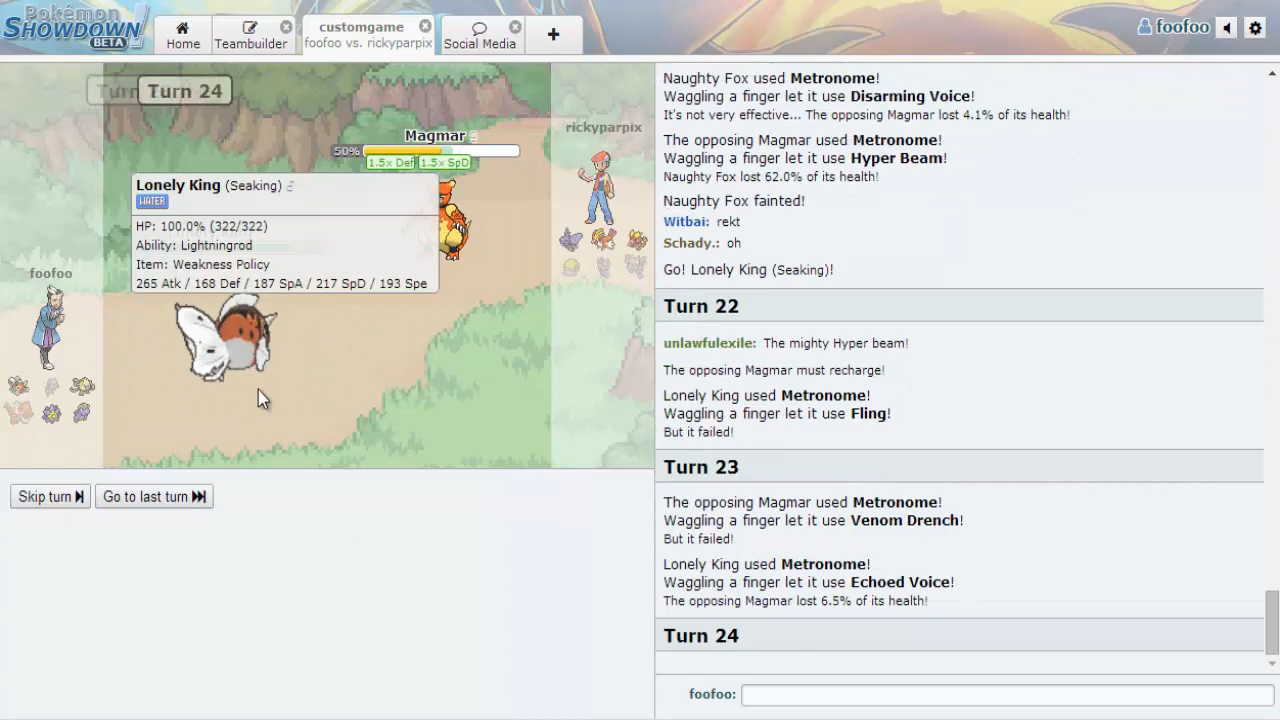 Pokémon
Showdown!
BETA
Home
Teambuilder
customgame
foofoo vs. rickyparpix
Social Media
+
foofoo
Turn Turn 24
Magmar
50%
1.5× Def 1.5× SpD
rickyparpix
foofoo
Lonely King (Seaking)
WATER
HP: 100.0% (322/322)
Ability: Lightningrod
Item: Weakness Policy
265 Atk / 168 Def / 187 SpA / 217 SpD / 193 Spe
Skip turn
Go to last turn
Naughty Fox used Metronome!
Waggling a finger let it use Disarming Voice!
It's not very effective... The opposing Magmar lost 4.1% of its health!
The opposing Magmar used Metronome!
Waggling a finger let it use Hyper Beam!
Naughty Fox lost 62.0% of its health!
Naughty Fox fainted!
Witbai: rekt
Schady.: oh
Go! Lonely King (Seaking)!
Turn 22
unlawfulexile: The mighty Hyper beam!
The opposing Magmar must recharge!
Lonely King used Metronome!
Waggling a finger let it use Fling!
But it failed!
Turn 23
The opposing Magmar used Metronome!
Waggling a finger let it use Venom Drench!
But it failed!
Lonely King used Metronome!
Waggling a finger let it use Echoed Voice!
The opposing Magmar lost 6.5% of its health!
Turn 24
foofoo: